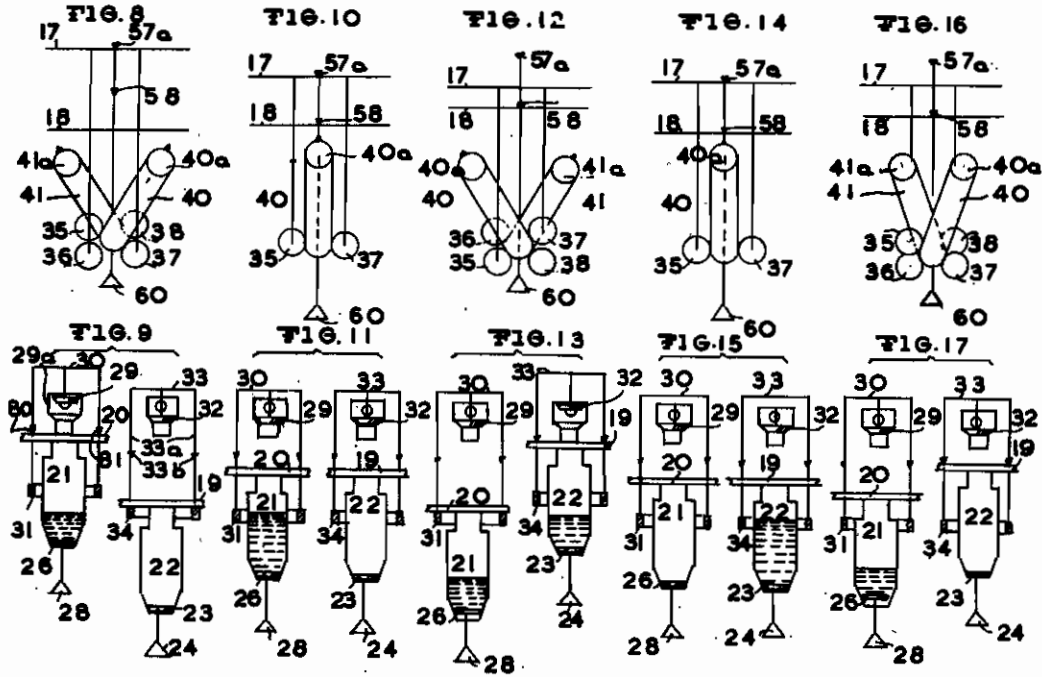 FIG.8 FIG.10 FIG.12 FIG.14 FIG.16
17 57a 58 18 41a 40a 41 40 35 38 36 37 60
17 57a 18 58 40a 40 35 37 60
17 57a 18 58 40a 41a 40 41 36 37 35 38 60
17 57a 18 58 40a 40 35 37 60
17 57a 18 58 41a 40a 41 40 35 38 36 37 60
FIG.9 FIG.11 FIG.13 FIG.15 FIG.17
29a 30 29 80 20 81 21 31 26 28 33 32 33a 33b 19 34 22 23 24
30 29 20 21 31 26 28 33 32 19 34 22 23 24
30 29 20 31 21 26 28 33a 32 19 22 34 23 24
30 29 20 21 31 26 28 33 32 19 22 34 23 24
30 29 20 31 21 26 28 33 32 19 22 34 23 24